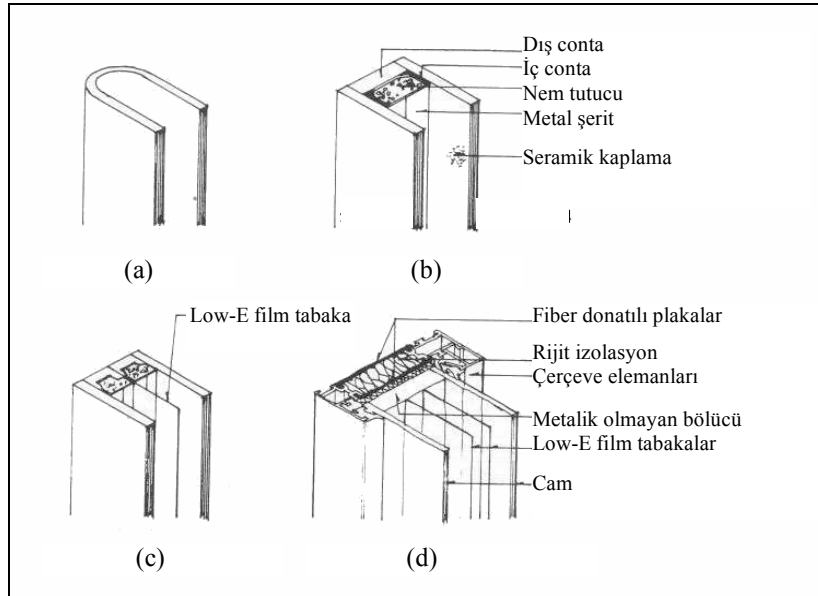 Dış conta
İç conta
Nem tutucu
Metal şerit
Seramik kaplama
(a)
(b)
Low-E film tabaka
Fiber donatılı plakalar
Rijit izolasyon
Çerçeve elemanları
Metalik olmayan bölücü
Low-E film tabakalar
Cam
(c)
(d)